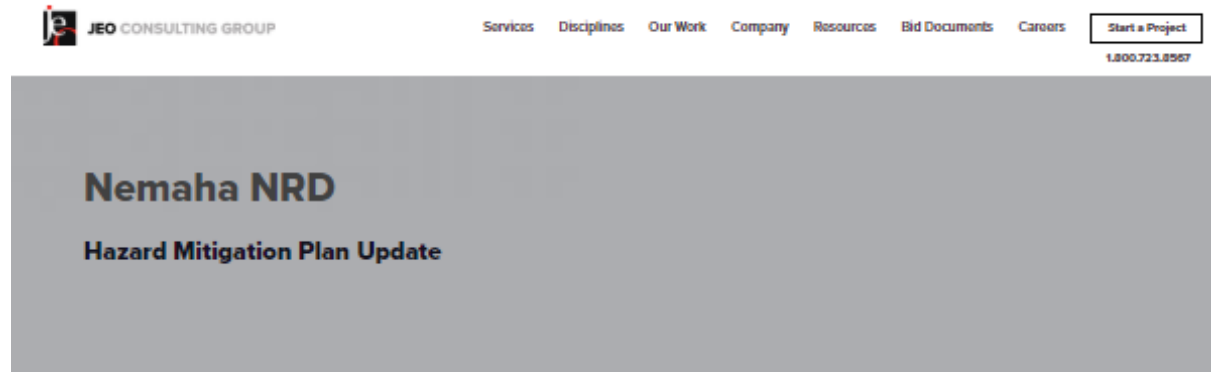 je JEO CONSULTING GROUP
Services Disciplines Our Work Company Resources Bid Documents Careers Start a Project
1.800.723.8567
Nemaha NRD
Hazard Mitigation Plan Update